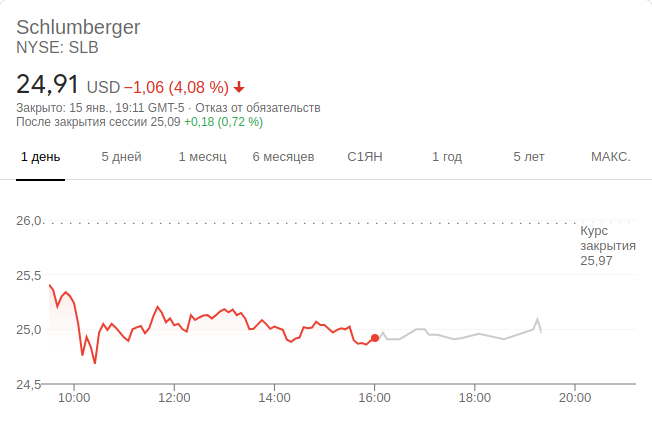 Schlumberger
NYSE: SLB
24,91 USD −1,06 (4,08 %)
Закрыто: 15 янв., 19:11 GMT-5 · Отказ от обязательств
После закрытия сессии 25,09 +0,18 (0,72 %)
1 день 5 дней 1 месяц 6 месяцев С1ЯН 1 год 5 лет МАКС.
26,0
Курс
закрытия
25,97
25,5
25,0
24,5
10:00 12:00 14:00 16:00 18:00 20:00